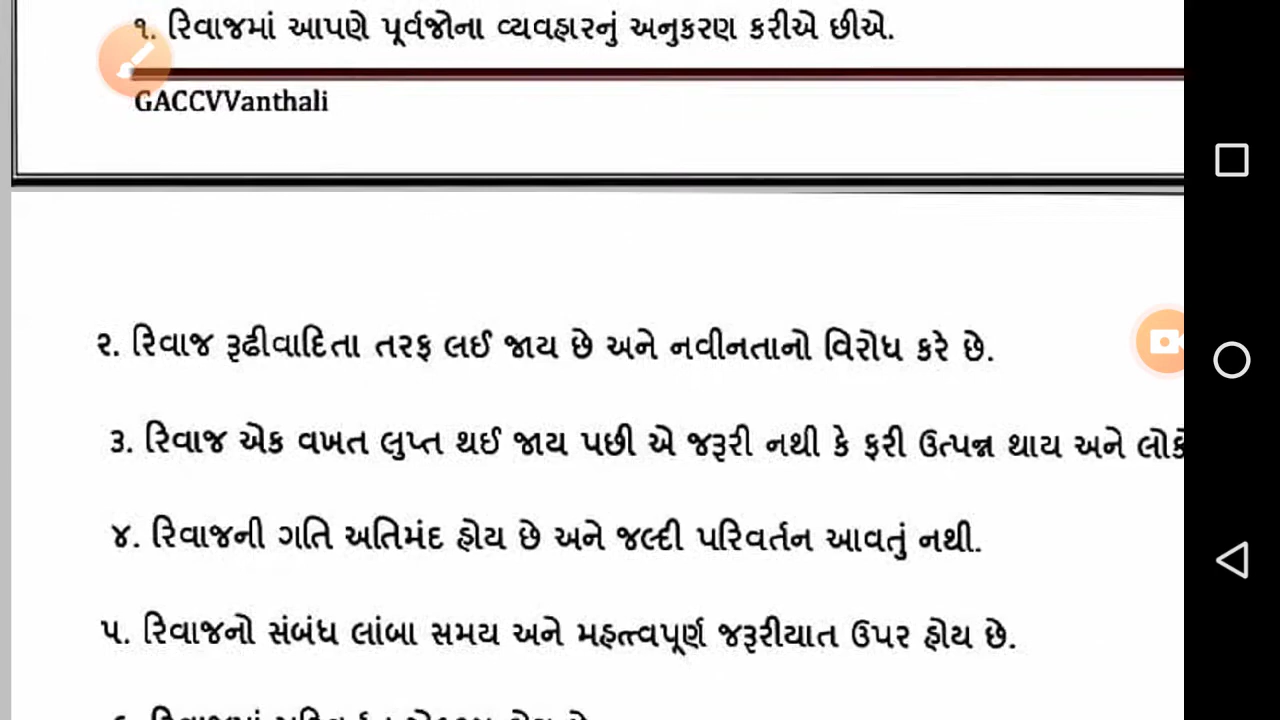 ૧. રિવાજમાં આપણે પૂર્વજોના વ્યવહારનું અનુકરણ કરીએ છીએ.
GACCVVanthali
૨. રિવાજ રૂઢીવાદિતા તરફ લઈ જાય છે અને નવીનતાનો વિરોધ કરે છે.
૩. રિવાજ એક વખત લુપ્ત થઈ જાય પછી એ જરૂરી નથી કે ફરી ઉત્પન્ન થાય અને
૪. રિવાજની ગતિ અતિમંદ હોય છે અને જલ્દી પરિવર્તન આવતું નથી.
૫. રિવાજનો સંબંધ લાંબા સમય અને મહત્ત્વપૂર્ણ જરૂરીયાત ઉપર હોય છે.